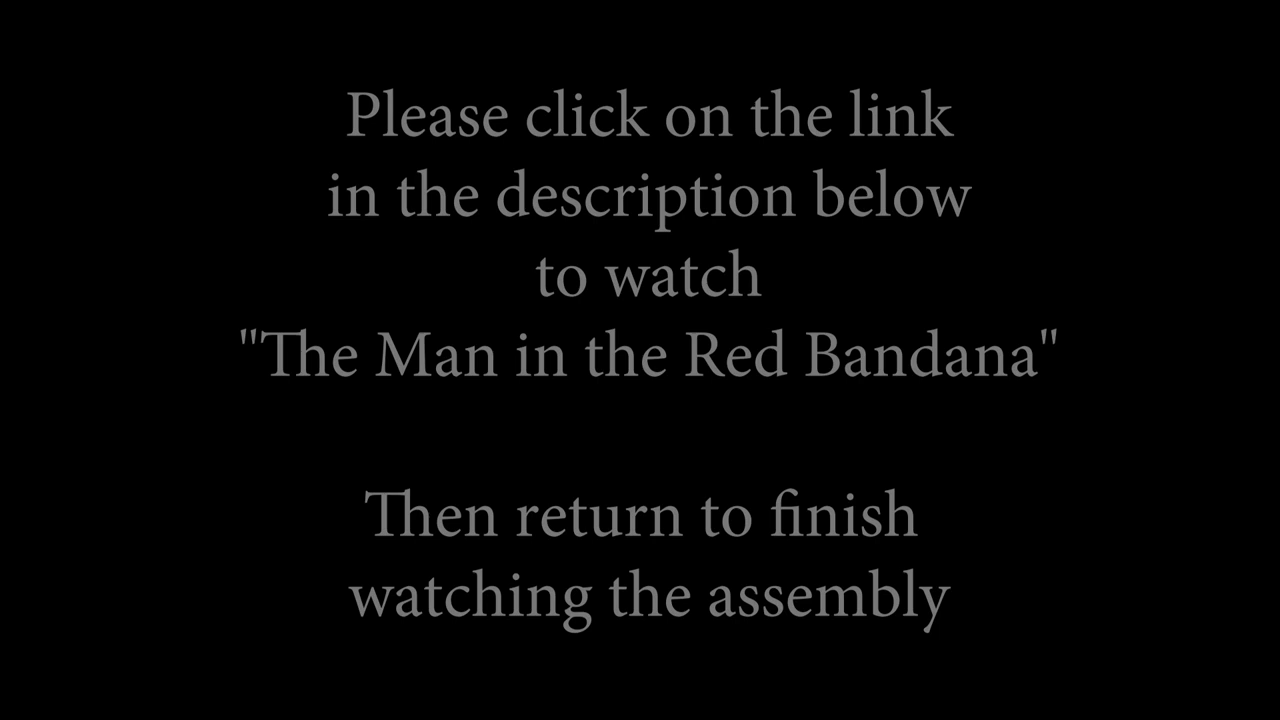 Please click on the link
in the description below
to watch
"The Man in the Red Bandana"
Then return to finish
watching the assembly